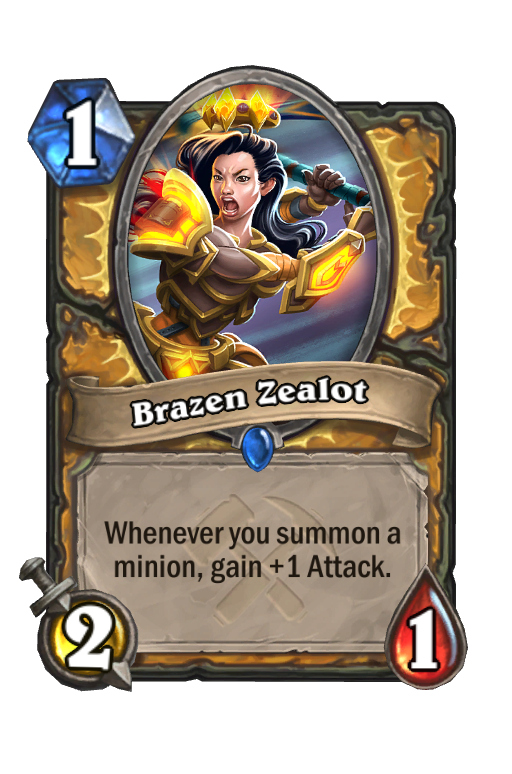 1
Brazen Zealot
Whenever you summon a
minion, gain +1 Attack.
2
1